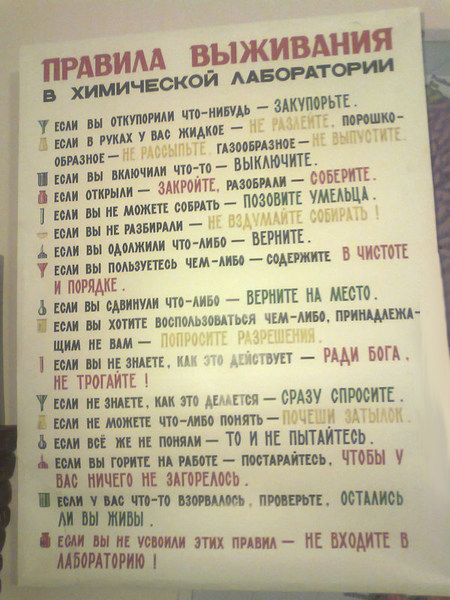 ПРАВИЛА ВЫЖИВАНИЯ
В ХИМИЧЕСКОЙ ЛАБОРАТОРИИ
ЕСЛИ ВЫ ОТКУПОРИЛИ ЧТО-НИБУДЬ — ЗАКУПОРЬТЕ.
ЕСЛИ В РУКАХ У ВАС ЖИДКОЕ — НЕ РАЗЛЕЙТЕ, ПОРОШКО-
ОБРАЗНОЕ — НЕ РАССЫПЬТЕ, ГАЗООБРАЗНОЕ — НЕ ВЫПУСТИТЕ.
ЕСЛИ ВЫ ВКЛЮЧИЛИ ЧТО-ТО — ВЫКЛЮЧИТЕ.
ЕСЛИ ОТКРЫЛИ — ЗАКРОЙТЕ, РАЗОБРАЛИ — СОБЕРИТЕ.
ЕСЛИ ВЫ НЕ МОЖЕТЕ СОБРАТЬ — ПОЗОВИТЕ УМЕЛЬЦА.
ЕСЛИ ВЫ НЕ РАЗБИРАЛИ — НЕ ВЗДУМАЙТЕ СОБИРАТЬ!
ЕСЛИ ВЫ ОДОЛЖИЛИ ЧТО-ЛИБО — ВЕРНИТЕ.
ЕСЛИ ВЫ ПОЛЬЗУЕТЕСЬ ЧЕМ-ЛИБО — СОДЕРЖИТЕ В ЧИСТОТЕ
И ПОРЯДКЕ.
ЕСЛИ ВЫ СДВИНУЛИ ЧТО-ЛИБО — ВЕРНИТЕ НА МЕСТО.
ЕСЛИ ВЫ ХОТИТЕ ВОСПОЛЬЗОВАТЬСЯ ЧЕМ-ЛИБО, ПРИНАДЛЕЖА-
ЩИМ НЕ ВАМ — ПОПРОСИТЕ РАЗРЕШЕНИЯ.
ЕСЛИ ВЫ НЕ ЗНАЕТЕ, КАК ЭТО ДЕЙСТВУЕТ — РАДИ БОГА,
НЕ ТРОГАЙТЕ!
ЕСЛИ НЕ ЗНАЕТЕ, КАК ЭТО ДЕЛАЕТСЯ — СРАЗУ СПРОСИТЕ.
ЕСЛИ НЕ МОЖЕТЕ ЧТО-ЛИБО ПОНЯТЬ — ПОЧЕШИ ЗАТЫЛОК.
ЕСЛИ ВСЁ ЖЕ НЕ ПОНЯЛИ — ТО И НЕ ПЫТАЙТЕСЬ.
ЕСЛИ ВЫ ГОРИТЕ НА РАБОТЕ — ПОСТАРАЙТЕСЬ, ЧТОБЫ У
ВАС НИЧЕГО НЕ ЗАГОРЕЛОСЬ.
ЕСЛИ У ВАС ЧТО-ТО ВЗОРВАЛОСЬ, ПРОВЕРЬТЕ, ОСТАЛИСЬ
ЛИ ВЫ ЖИВЫ.
ЕСЛИ ВЫ НЕ УСВОИЛИ ЭТИХ ПРАВИЛ — НЕ ВХОДИТЕ В
ЛАБОРАТОРИЮ!